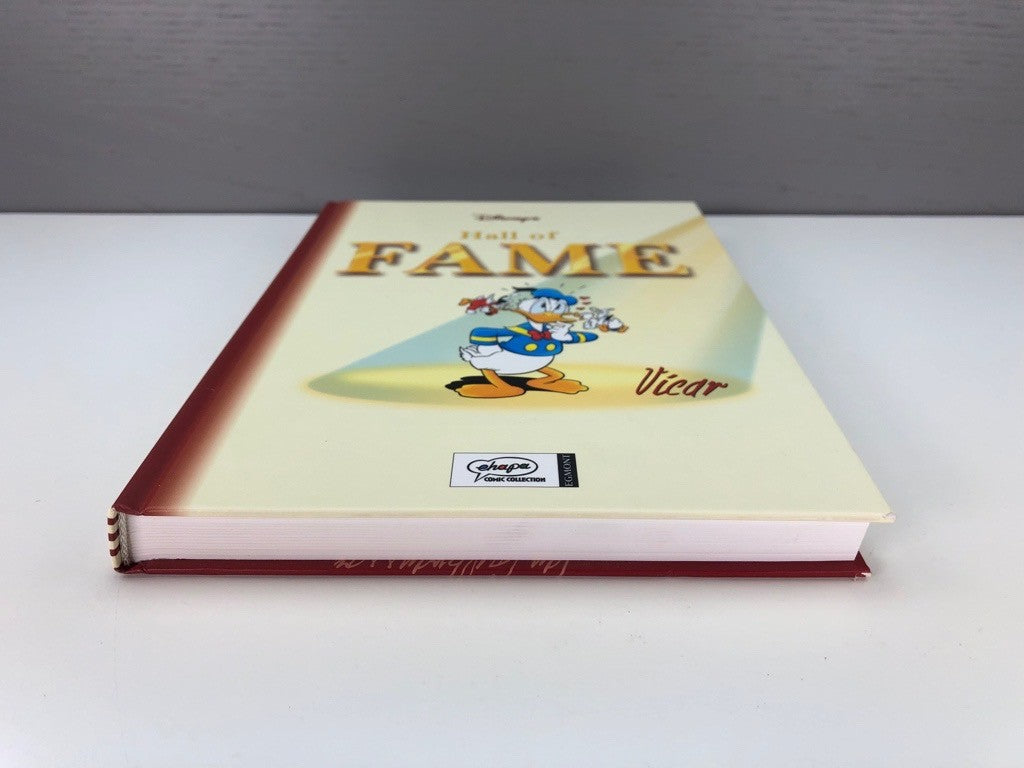 Disney's
Hall of
FAME
Vicar
ehapa
COMIC COLLECTION
EGMONT